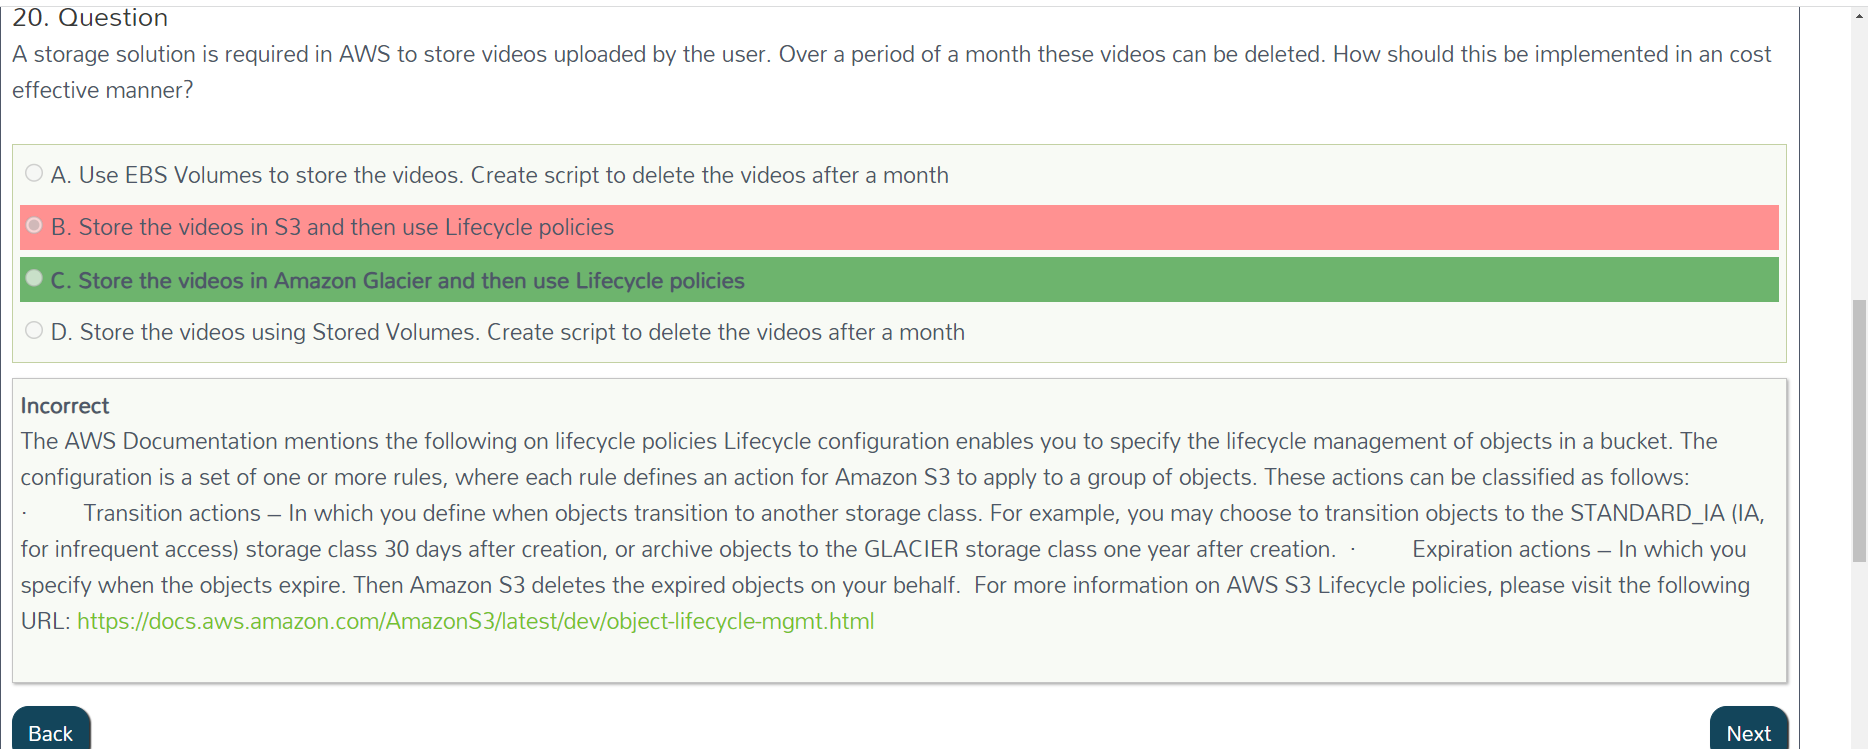 20. Question
A storage solution is required in AWS to store videos uploaded by the user. Over a period of a month these videos can be deleted. How should this be implemented in an cost
effective manner?
A. Use EBS Volumes to store the videos. Create script to delete the videos after a month
B. Store the videos in S3 and then use Lifecycle policies
C. Store the videos in Amazon Glacier and then use Lifecycle policies
D. Store the videos using Stored Volumes. Create script to delete the videos after a month
Incorrect
The AWS Documentation mentions the following on lifecycle policies Lifecycle configuration enables you to specify the lifecycle management of objects in a bucket. The
configuration is a set of one or more rules, where each rule defines an action for Amazon S3 to apply to a group of objects. These actions can be classified as follows:
· Transition actions – In which you define when objects transition to another storage class. For example, you may choose to transition objects to the STANDARD_IA (IA,
for infrequent access) storage class 30 days after creation, or archive objects to the GLACIER storage class one year after creation. · Expiration actions – In which you
specify when the objects expire. Then Amazon S3 deletes the expired objects on your behalf. For more information on AWS S3 Lifecycle policies, please visit the following
URL: https://docs.aws.amazon.com/AmazonS3/latest/dev/object-lifecycle-mgmt.html
Back
Next